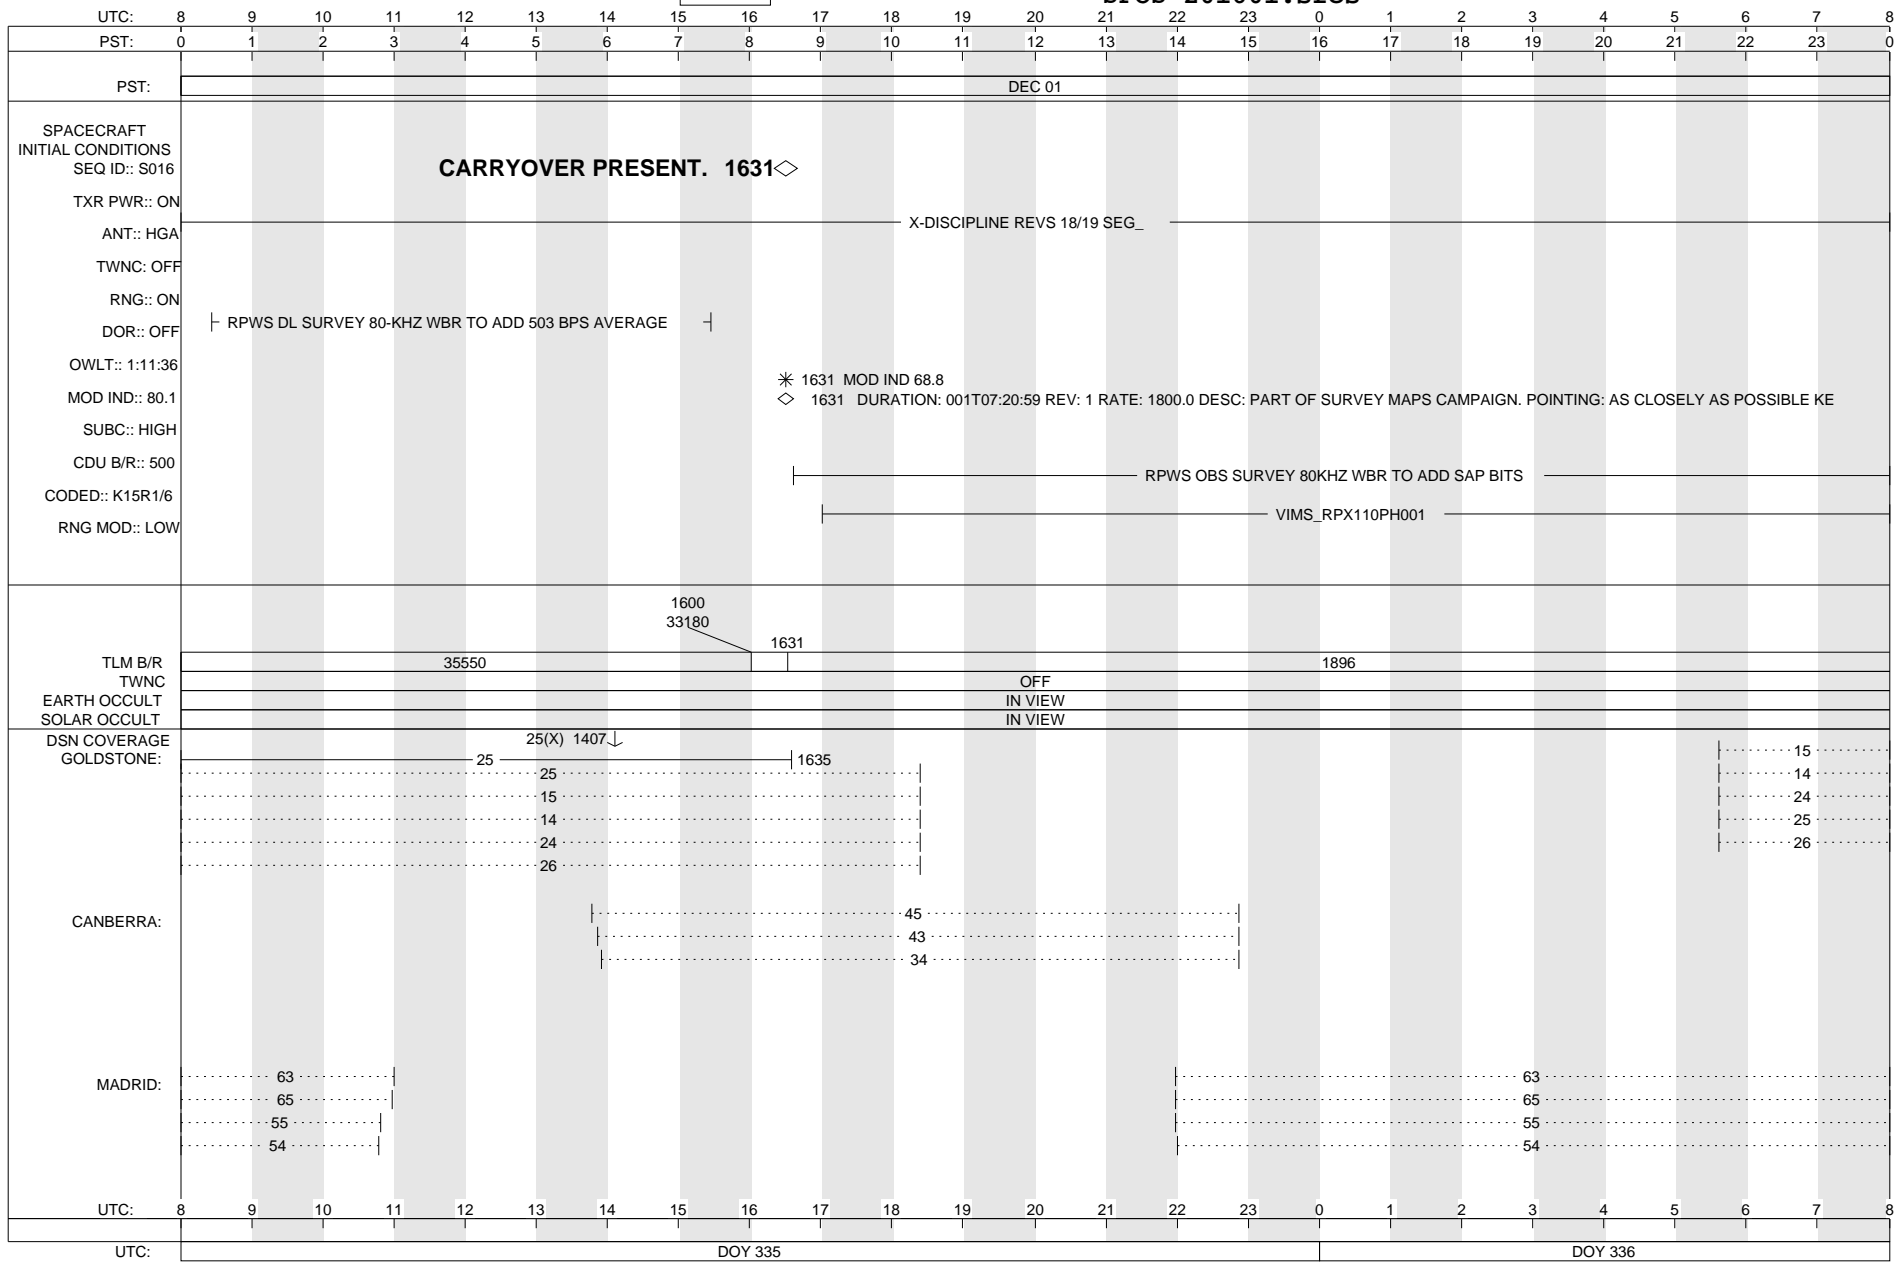 UTC: 8 9 10 11 12 13 14 15 16 17 18 19 20 21 22 23 0 1 2 3 4 5 6 7 8
PST: 0 1 2 3 4 5 6 7 8 9 10 11 12 13 14 15 16 17 18 19 20 21 22 23 0
PST: DEC 01
SPACECRAFT
INITIAL CONDITIONS
SEQ ID:: S016 CARRYOVER PRESENT. 1631
TXR PWR:: ON
X-DISCIPLINE REVS 18/19 SEG_
ANT:: HGA
TWNC: OFF
RNG:: ON
RPWS DL SURVEY 80-KHZ WBR TO ADD 503 BPS AVERAGE
DOR:: OFF
OWLT:: 1:11:36
1631 MOD IND 68.8
MOD IND:: 80.1 1631 DURATION: 001T07:20:59 REV: 1 RATE: 1800.0 DESC: PART OF SURVEY MAPS CAMPAIGN. POINTING: AS CLOSELY AS POSSIBLE KE
SUBC:: HIGH
CDU B/R:: 500
RPWS OBS SURVEY 80KHZ WBR TO ADD SAP BITS
CODED:: K15R1/6
VIMS_RPX110PH001
RNG MOD:: LOW
1600
33180
1631
TLM B/R 35550 1896
TWNC OFF
EARTH OCCULT IN VIEW
SOLAR OCCULT IN VIEW
DSN COVERAGE 25(X) 1407
15
GOLDSTONE: 25 1635
25 14
15 24
14 25
24 26
26
45
CANBERRA:
43
34
63 63
MADRID:
65 65
55 55
54 54
UTC: 8 9 10 11 12 13 14 15 16 17 18 19 20 21 22 23 0 1 2 3 4 5 6 7 8
UTC: DOY 335 DOY 336